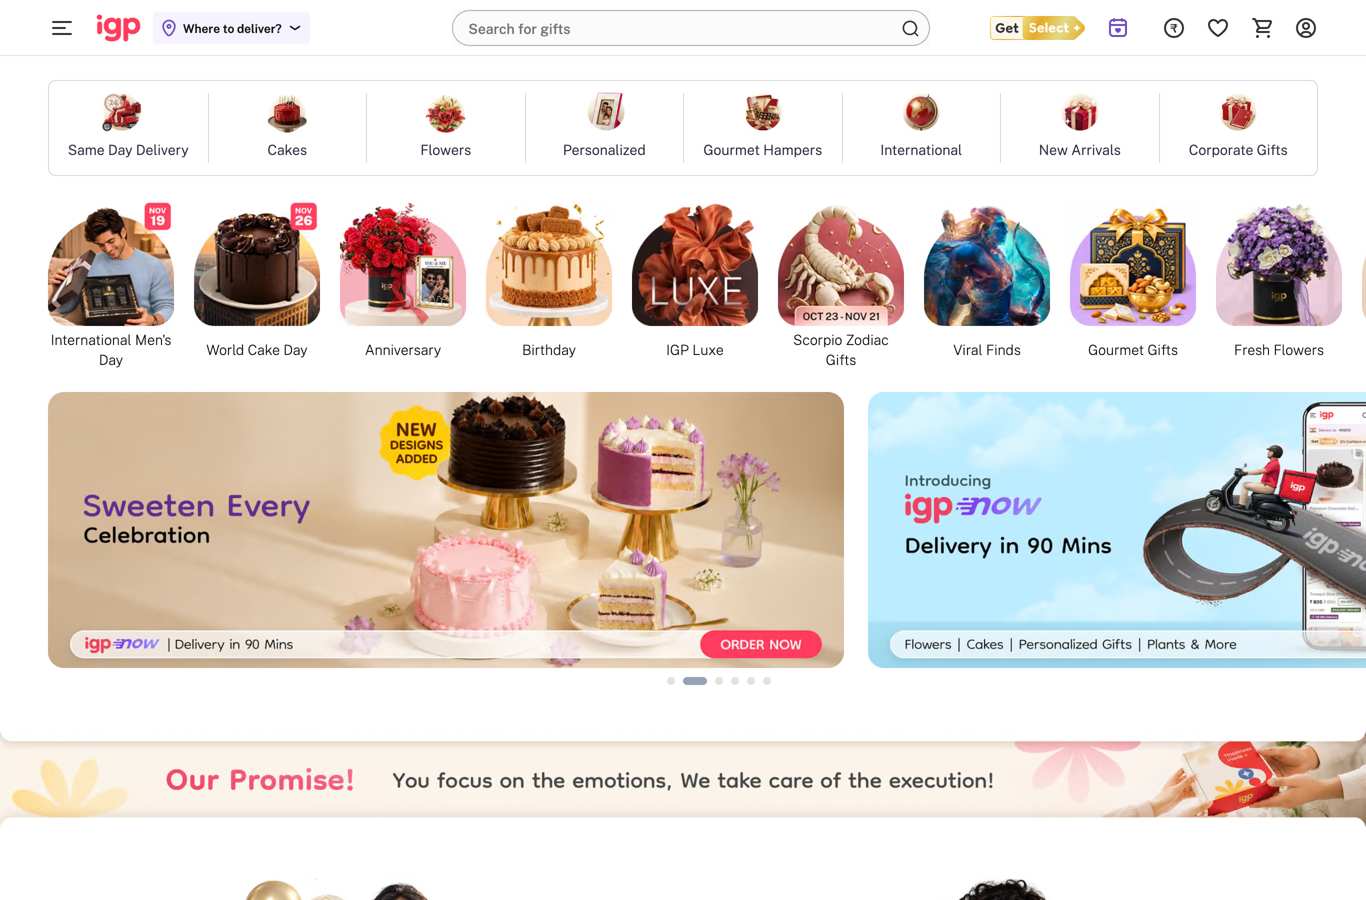 igp
Where to deliver?
Search for gifts
Get Select +
Same Day Delivery
Cakes
Flowers
Personalized
Gourmet Hampers
International
New Arrivals
Corporate Gifts
NOV
19
International Men's
Day
NOV
26
World Cake Day
Anniversary
Birthday
LUXE
IGP Luxe
OCT 23 - NOV 21
Scorpio Zodiac
Gifts
Viral Finds
Gourmet Gifts
igp
Fresh Flowers
NEW
DESIGNS
ADDED
Sweeten Every
Celebration
igp now | Delivery in 90 Mins
ORDER NOW
Introducing
igp now
Delivery in 90 Mins
igp
igp
Flowers | Cakes | Personalized Gifts | Plants & More
Our Promise!
You focus on the emotions, We take care of the execution!
igp